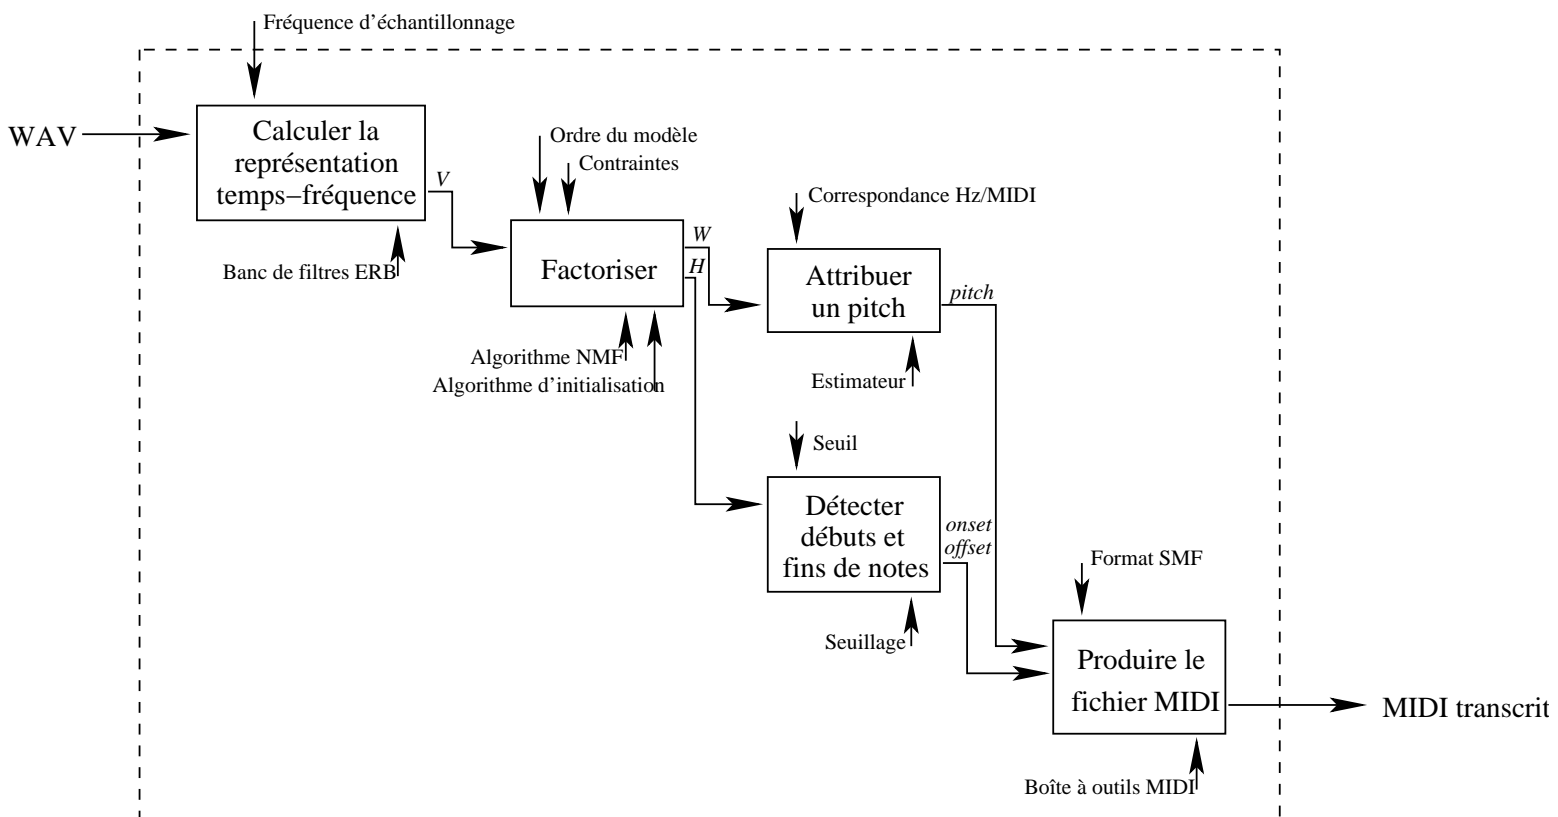 Fréquence d'échantillonnage
WAV
Calculer la
représentation
temps−fréquence
V
Banc de filtres ERB
Ordre du modèle
Contraintes
Factoriser
W
H
Algorithme NMF
Algorithme d'initialisation
Correspondance Hz/MIDI
Attribuer
un pitch
pitch
Estimateur
Seuil
Détecter
débuts et
fins de notes
onset
offset
Seuillage
Format SMF
Produire le
fichier MIDI
MIDI transcrit
Boîte à outils MIDI